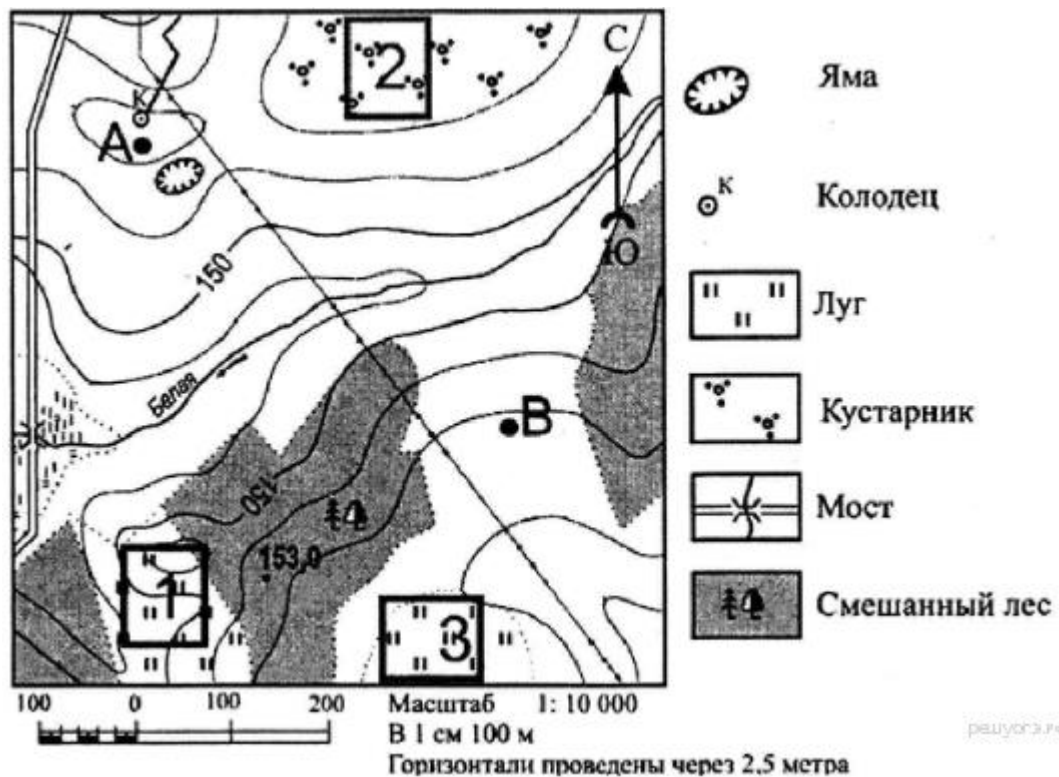 С
Яма
2
К
А
К
Колодец
Ю
150
Луг
Белая
Кустарник
В
150
Мост
153,0
1
3
Смешанный лес
100 0 100 200
Масштаб 1: 10 000
В 1 см 100 м
Горизонтали проведены через 2,5 метра